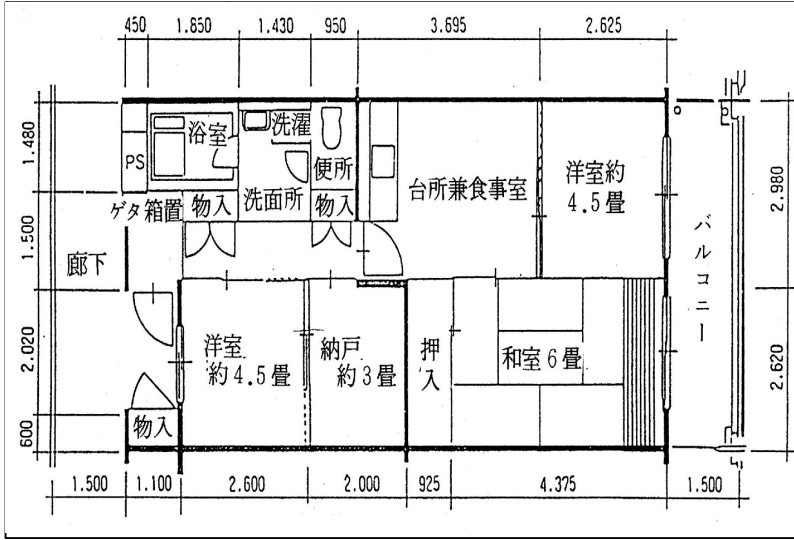 450 1.850 1.430 950 3.695 2.625
1.480
1.500
2.020
600
PS
浴室
洗濯
便所
洗面所
物入
物入
ゲタ箱置
廊下
台所兼食事室
洋室約
4.5畳
バルコニー
洋室
約4.5畳
納戸
約3畳
押入
和室6畳
物入
2.980
2.620
1.500 1.100 2.600 2.000 925 4.375 1.500